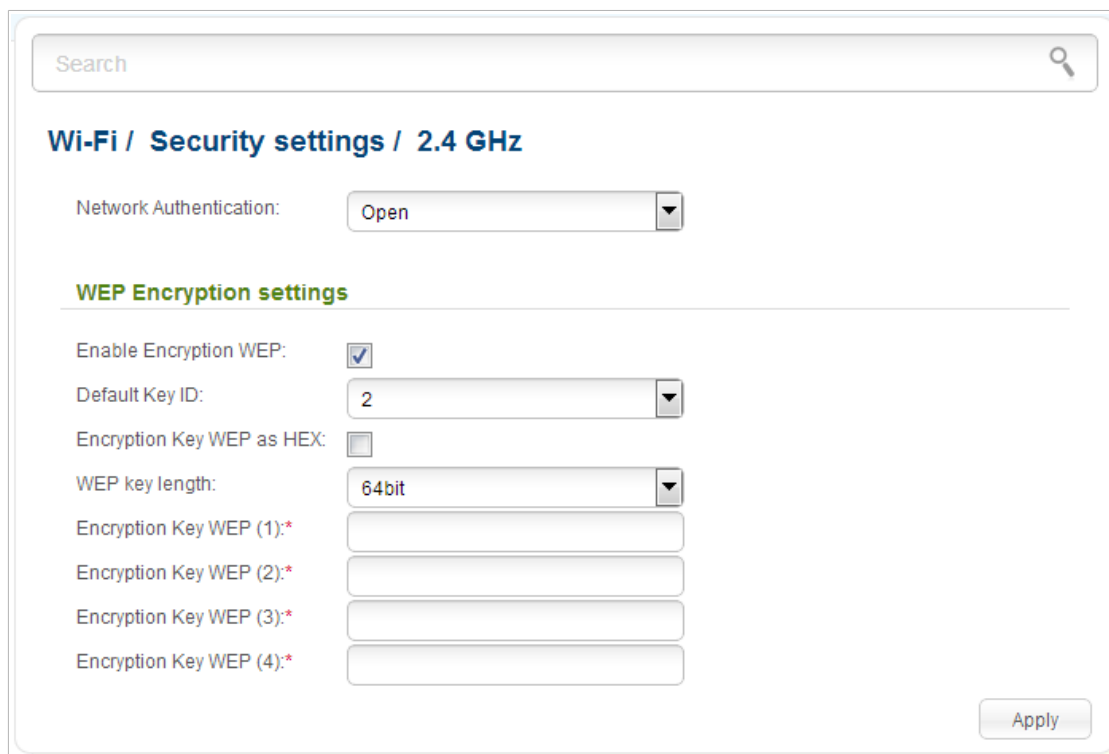 Search
Wi-Fi / Security settings / 2.4 GHz
Network Authentication: Open
WEP Encryption settings
Enable Encryption WEP:
Default Key ID: 2
Encryption Key WEP as HEX:
WEP key length: 64bit
Encryption Key WEP (1):*
Encryption Key WEP (2):*
Encryption Key WEP (3):*
Encryption Key WEP (4):*
Apply